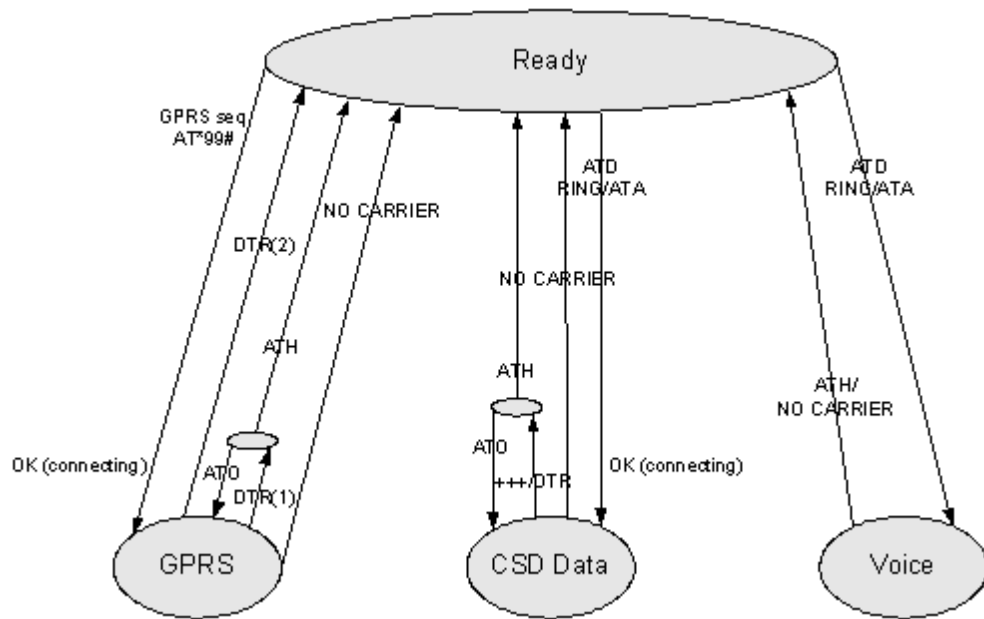 Ready
GPRS seq
AT*99#
ATD
RING/ATA
ATD
RING/ATA
NO CARRIER
DTR(2)
NO CARRIER
ATH
ATH
ATH/
NO CARRIER
OK (connecting)
ATO
DTR(1)
ATO
+++/DTR
OK (connecting)
GPRS
CSD Data
Voice